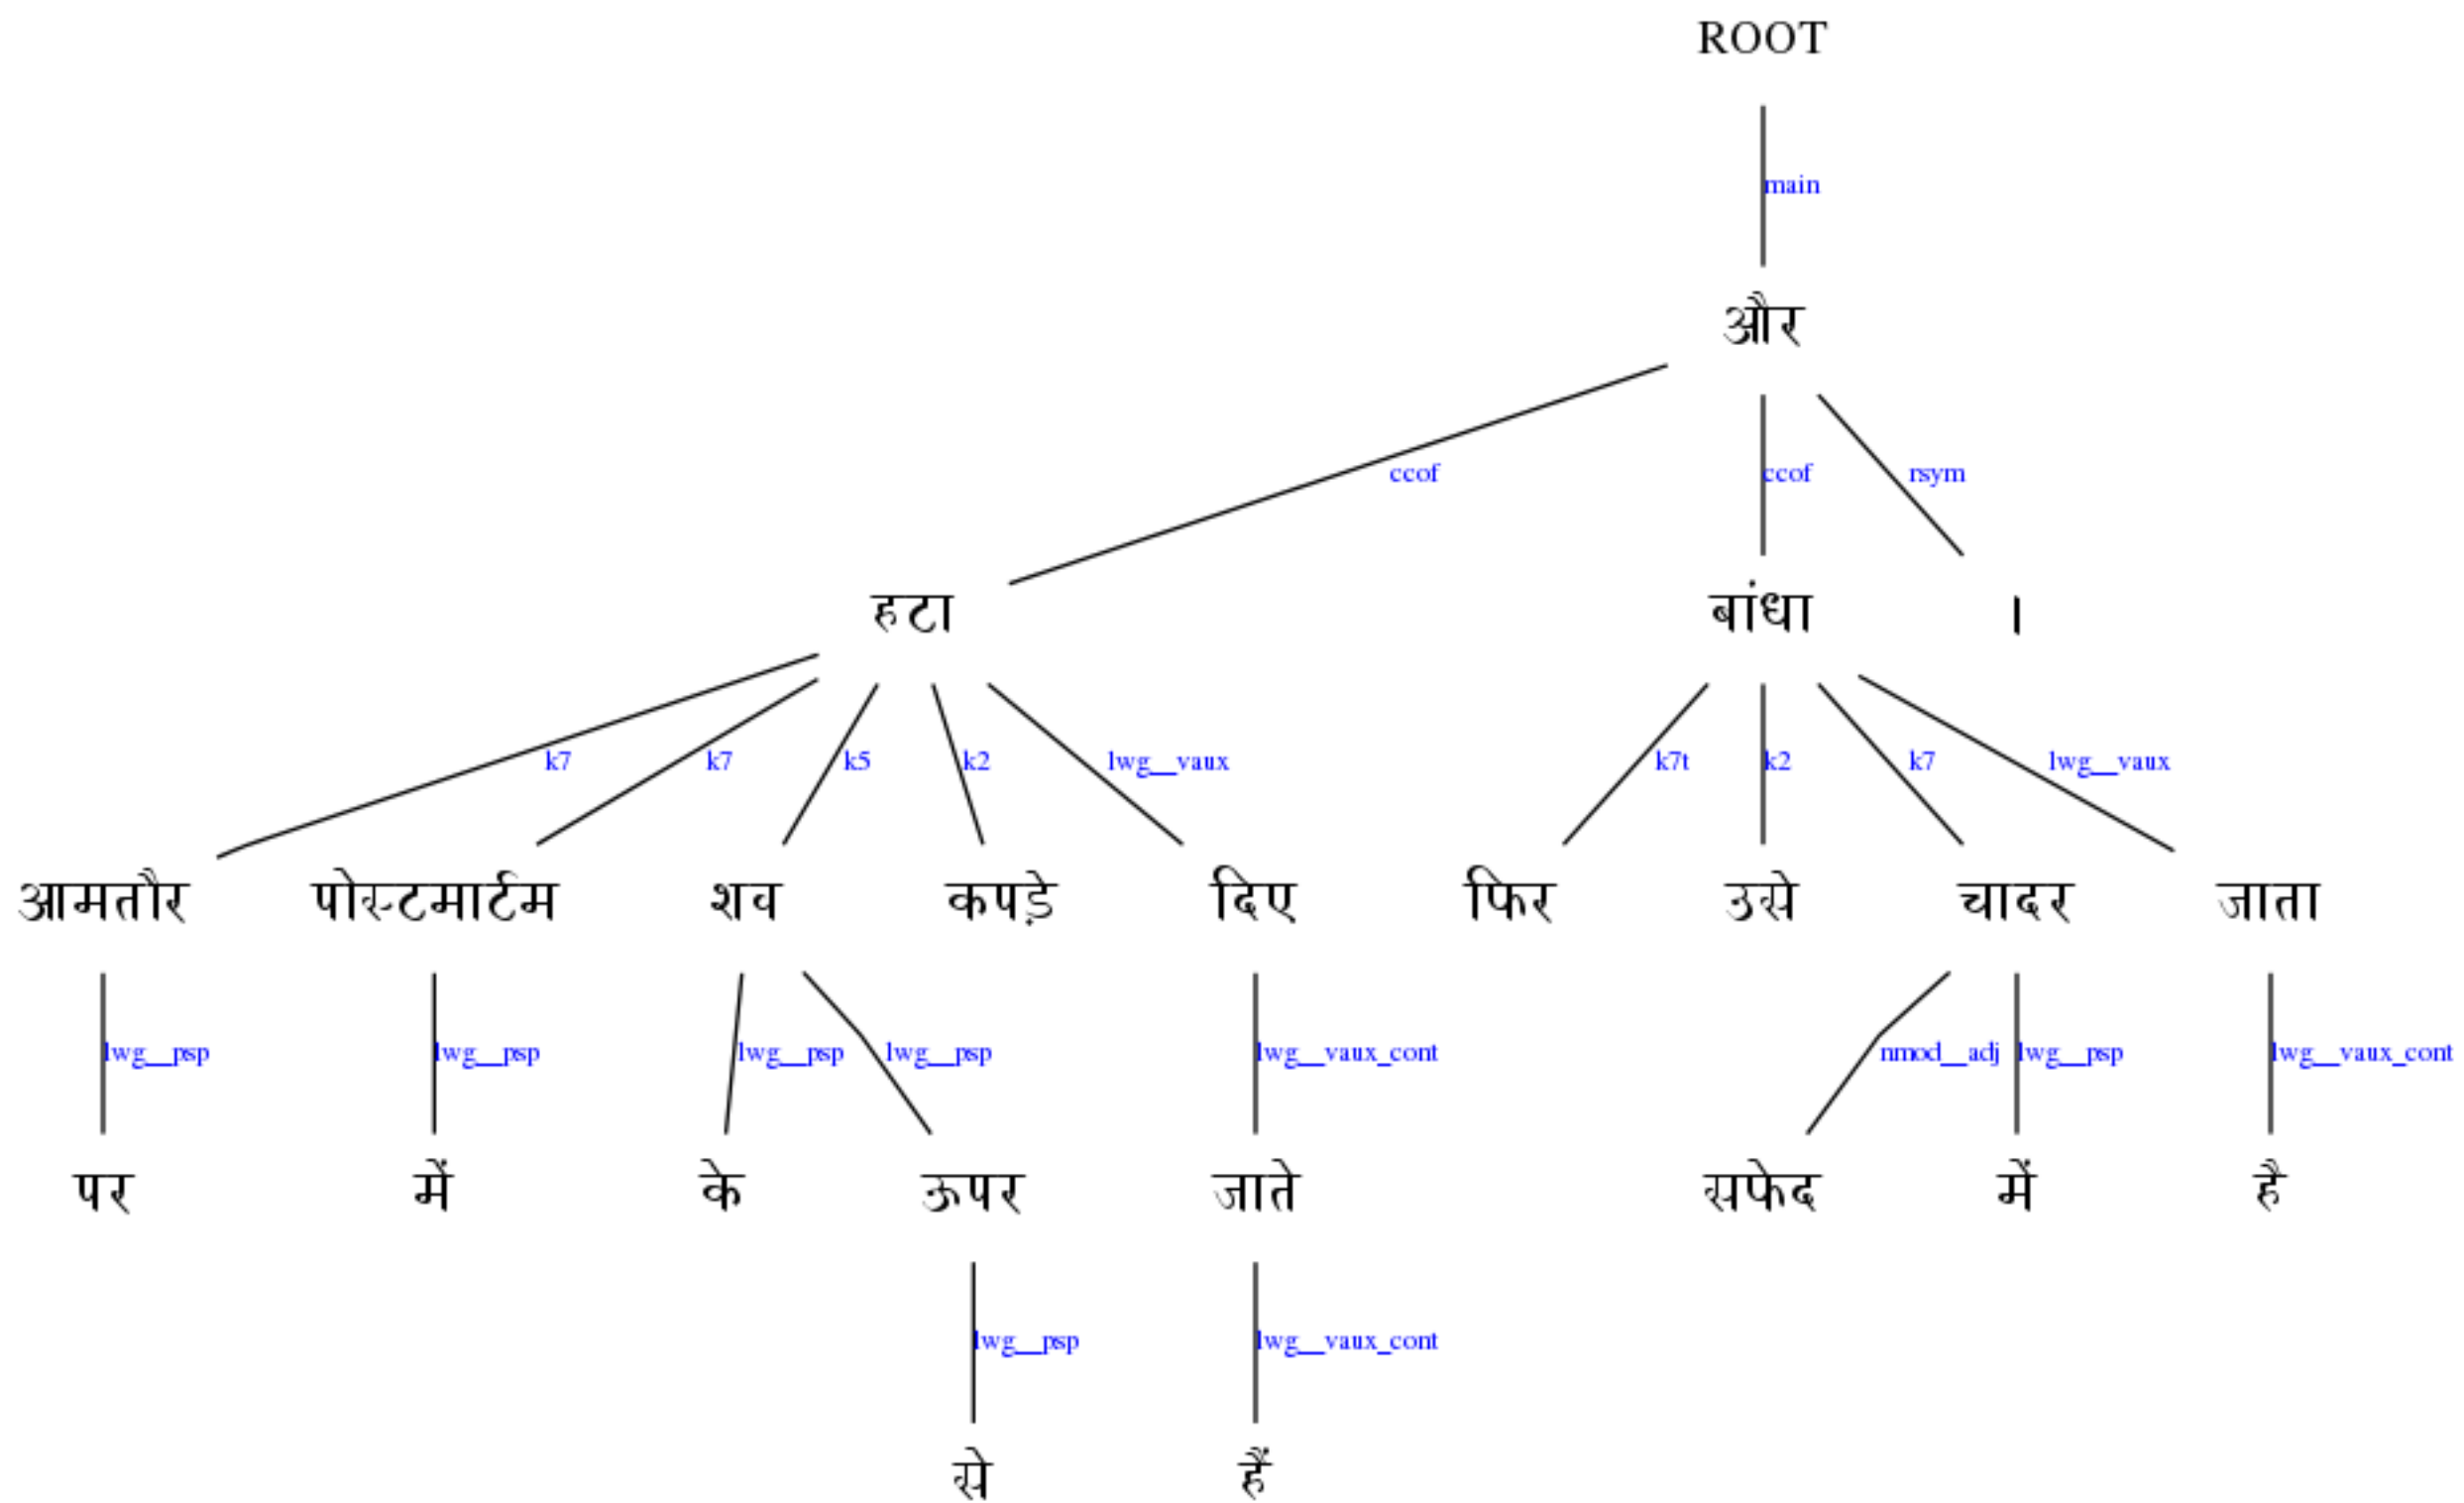 ROOT
main
और
ccof ccof rsym
हटा बांधा ।
k7 k7 k5 k2 lwg__vaux k7t k2 k7 lwg__vaux
आमतौर पोस्टमार्टम शव कपड़े दिए फिर उसे चादर जाता
lwg__psp lwg__psp lwg__psp lwg__psp lwg__vaux_cont nmod__adj lwg__psp lwg__vaux_cont
पर में के ऊपर जाते सफेद में है
lwg__psp lwg__vaux_cont
से हैं